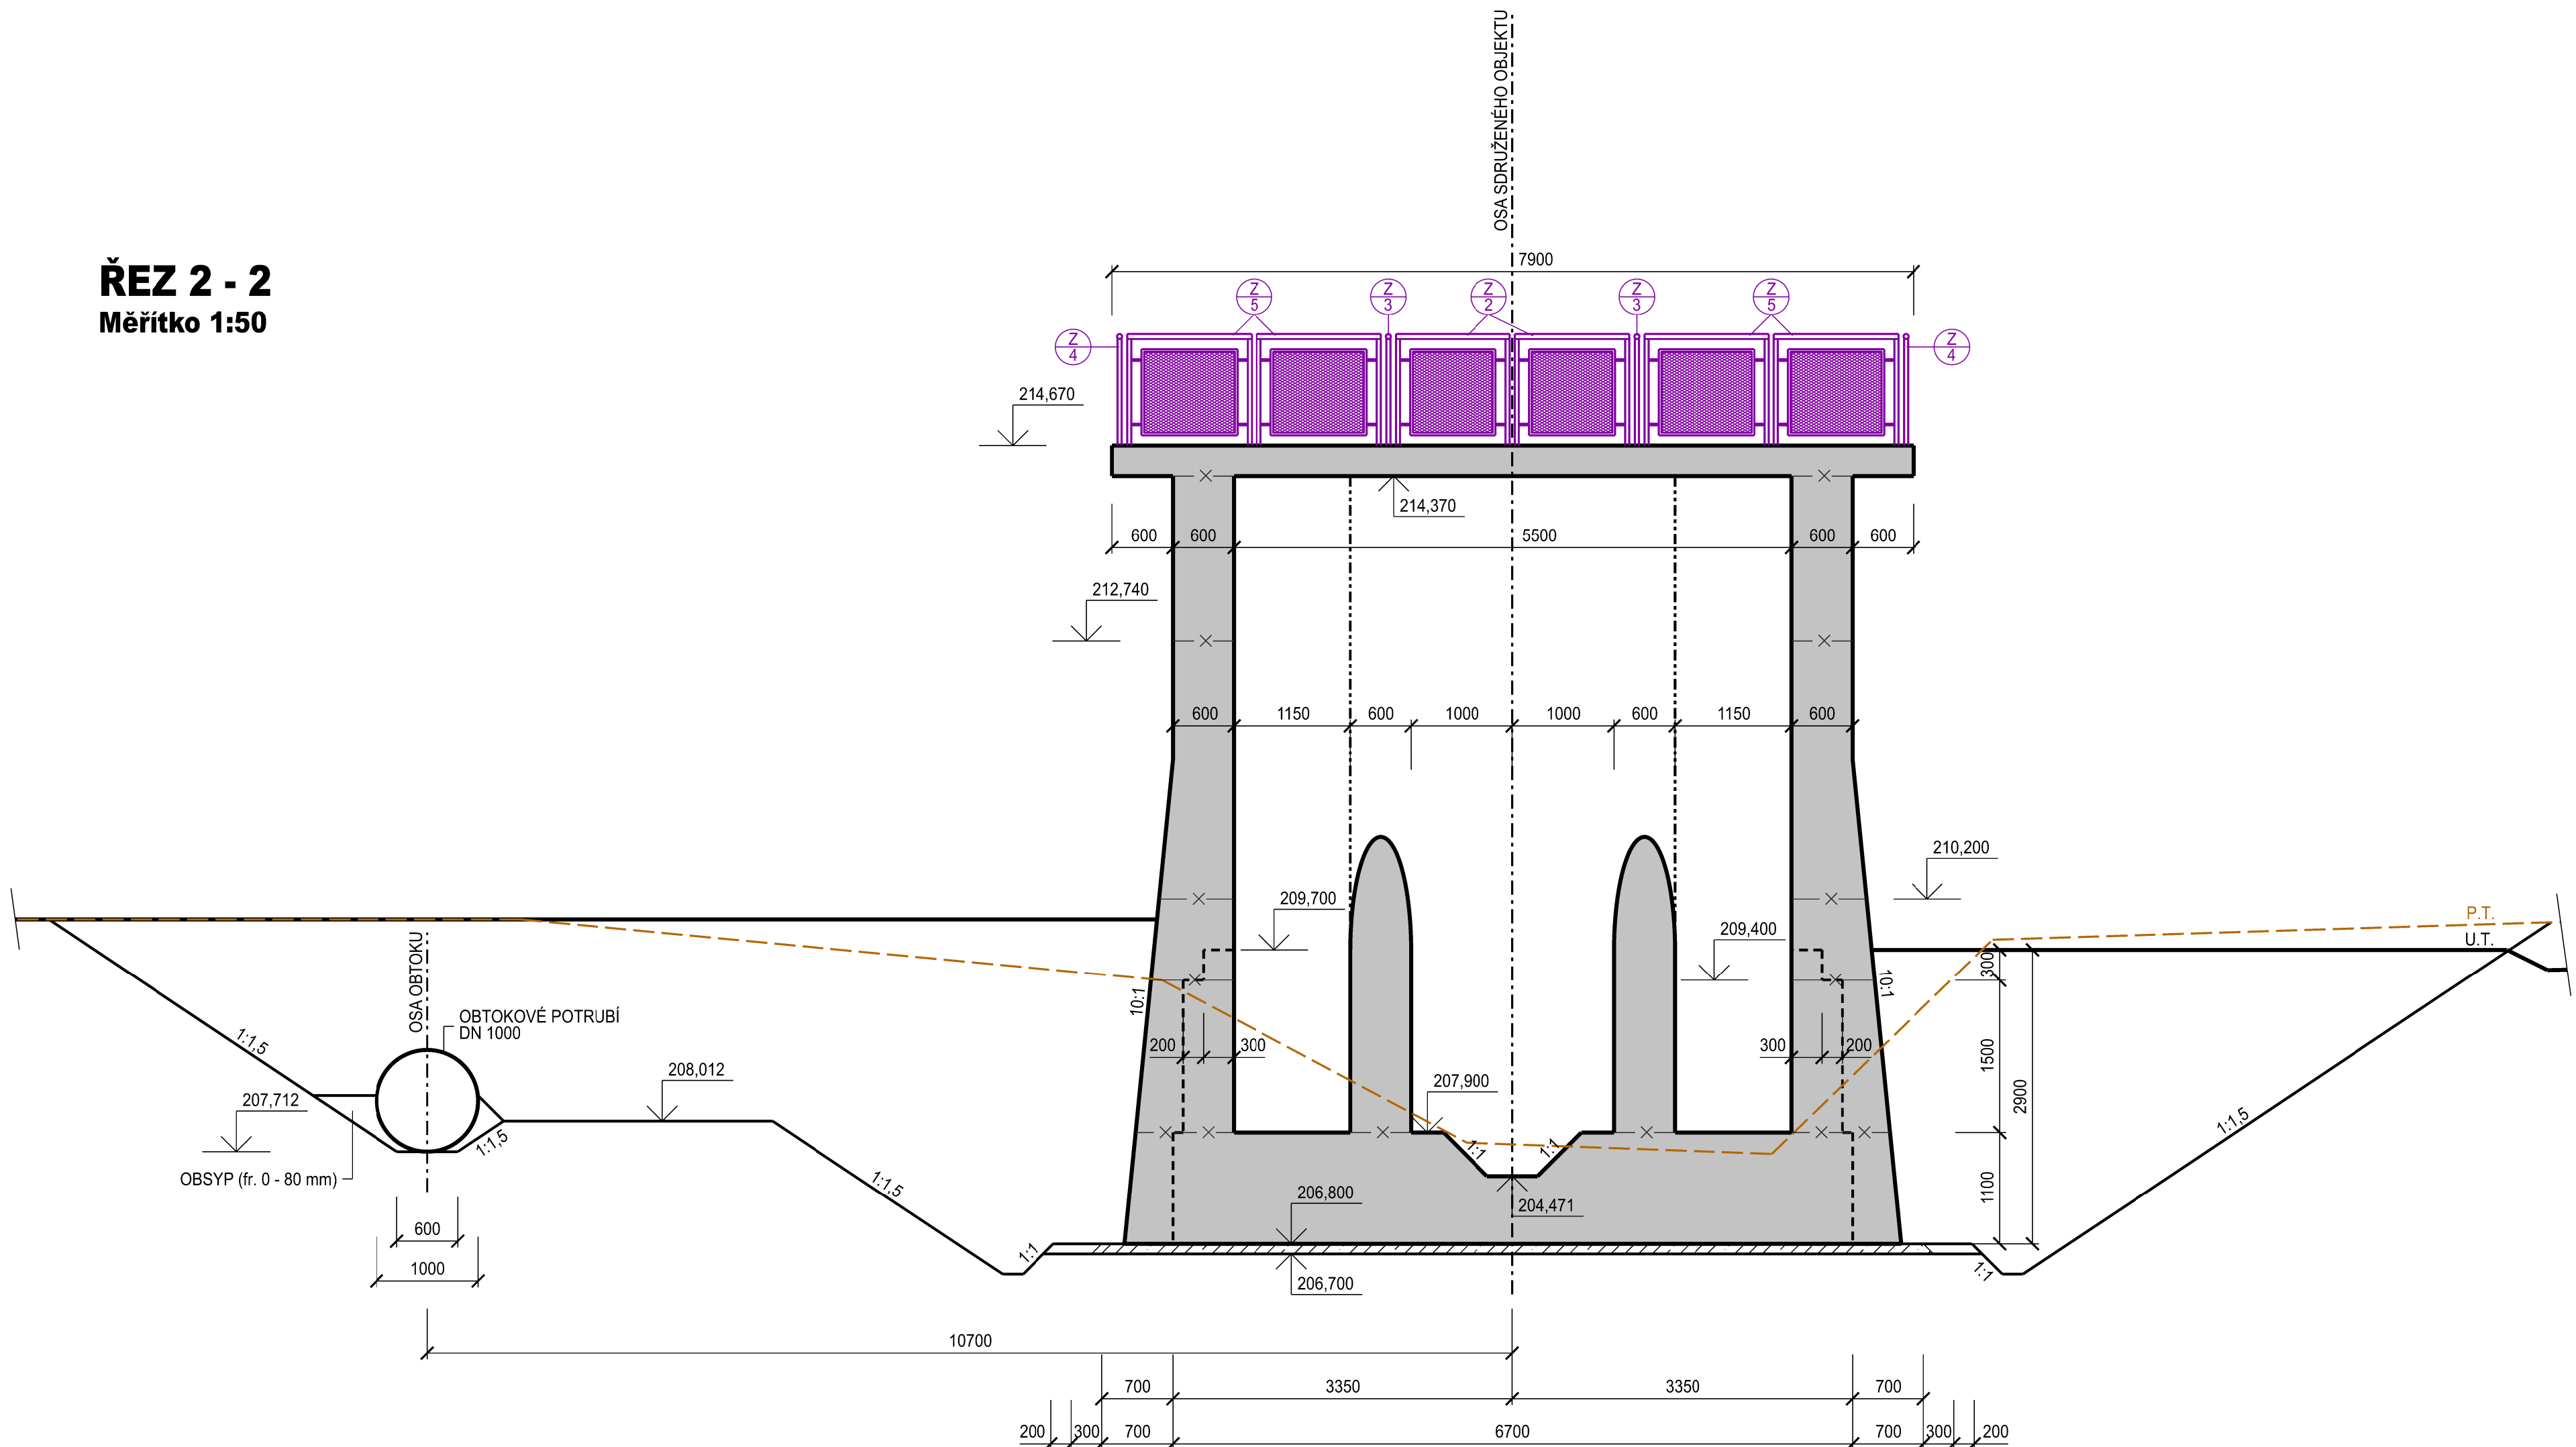 OSA SDRUŽENÉHO OBJEKTU
ŘEZ 2 - 2
Měřítko 1:50
7900
Z 5
Z 3
Z 2
Z 3
Z 5
Z 4
Z 4
214,670
214,370
600 600 5500 600 600
212,740
600 1150 600 1000 1000 600 1150 600
210,200
209,700
209,400
P.T.
U.T.
OSA OBTOKU
10:1
10:1
300
1500
2900
1100
OBTOKOVÉ POTRUBÍ
DN 1000
1:1,5
200 300
300 200
208,012
207,900
207,712
1:1,5
1:1
1:1
1:1,5
OBSYP (fr. 0 - 80 mm)
1:1,5
206,800
204,471
600
1:1
1:1
1000
206,700
10700
700 3350 3350 700
200 300 700 6700 700 300 200